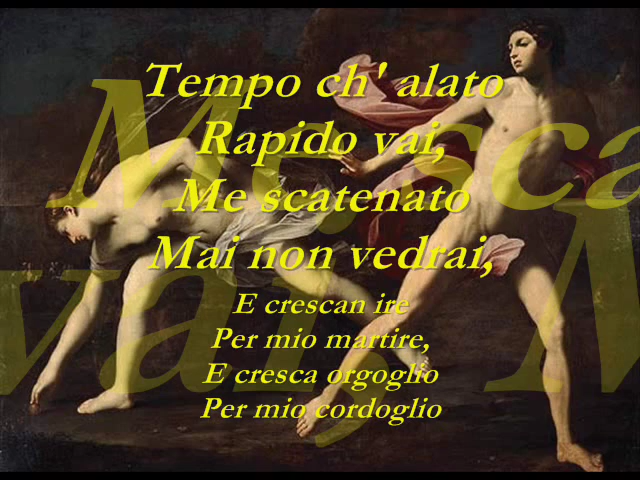 Tempo ch' alato
Rapido vai,
Me scatenato
Mai non vedrai,
E crescan ire
Per mio martire,
E cresca orgoglio
Per mio cordoglio